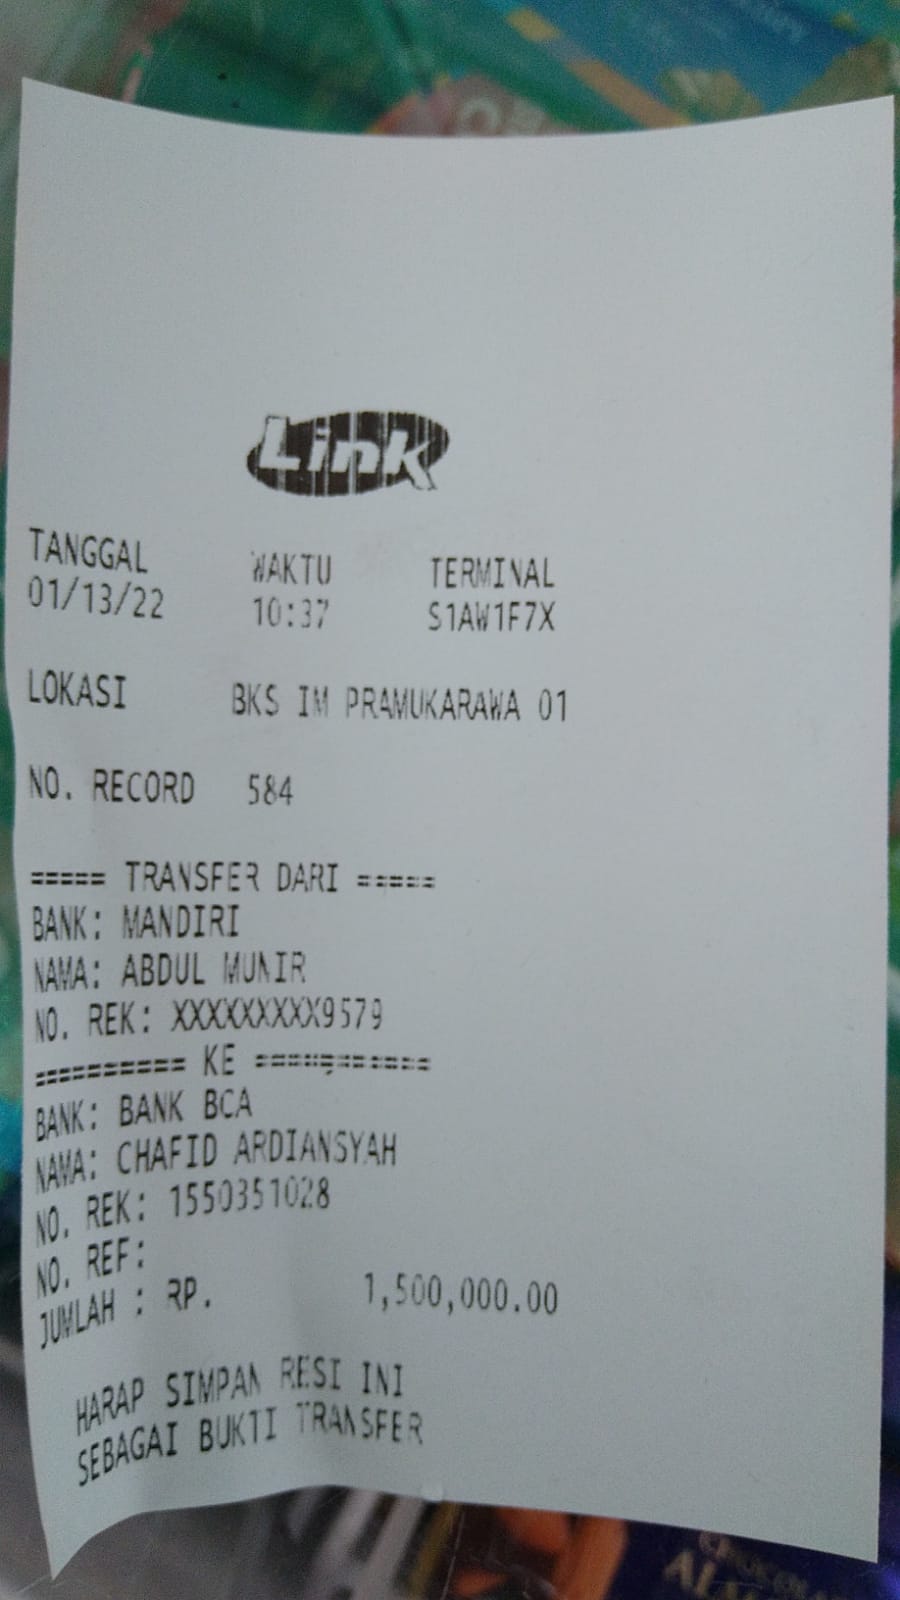 Link
TANGGAL WAKTU TERMINAL
01/13/22 10:37 S1AW1F7X
LOKASI BKS IM PRAMUKARAWA 01
NO. RECORD 584
===== TRANSFER DARI =====
BANK: MANDIRI
NAMA: ABDUL MUNIR
NO. REK: XXXXXXXXX9579
========== KE ===========
BANK: BANK BCA
NAMA: CHAFID ARDIANSYAH
NO. REK: 1550351028
NO. REF:
JUMLAH : RP. 1,500,000.00
HARAP SIMPAN RESI INI
SEBAGAI BUKTI TRANSFER